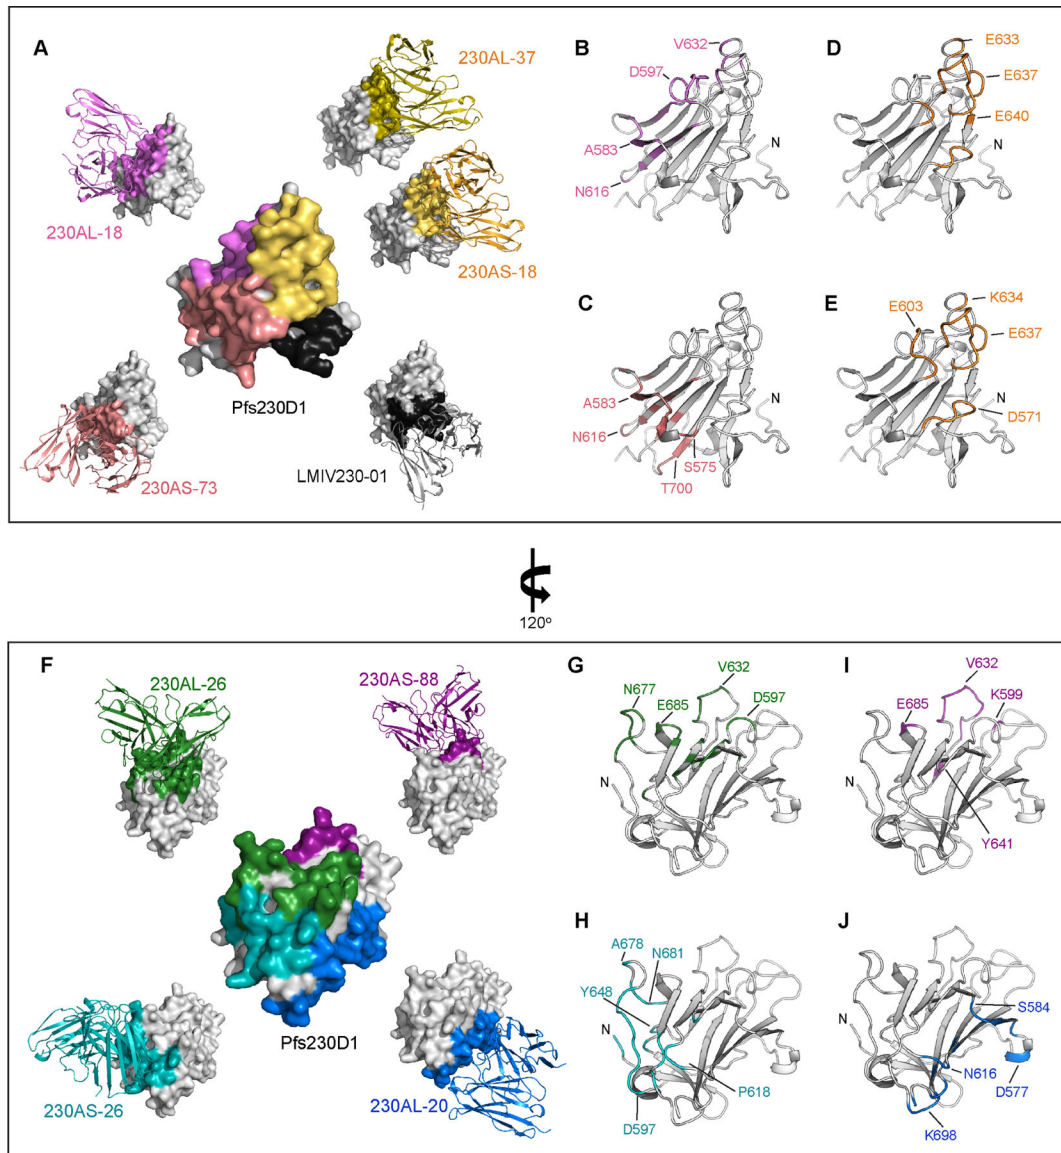 A
230AL-37
230AL-18
230AS-18
Pfs230D1
230AS-73
LMIV230-01
B
V632
D597
A583
N616
N
D
E633
E637
E640
N
C
A583
N616
S575
T700
N
E
E603
K634
E637
D571
N
120°
F
230AL-26
230AS-88
Pfs230D1
230AS-26
230AL-20
G
V632
N677
E685
D597
N
I
V632
E685
K599
N
Y641
H
A678
N681
Y648
N
P618
D597
J
S584
N
N616
D577
K698